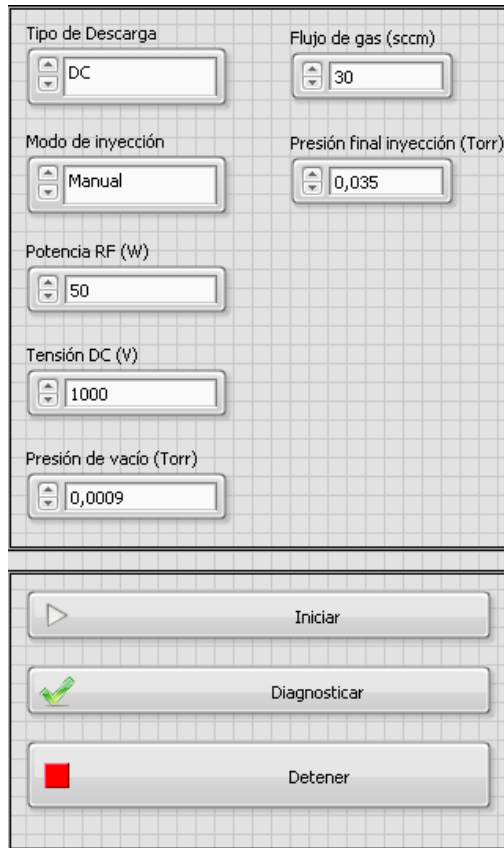 Tipo de Descarga
DC
Modo de inyección
Manual
Potencia RF (W)
50
Tensión DC (V)
1000
Presión de vacío (Torr)
0,0009
Flujo de gas (sccm)
30
Presión final inyección (Torr)
0,035
Iniciar
Diagnosticar
Detener